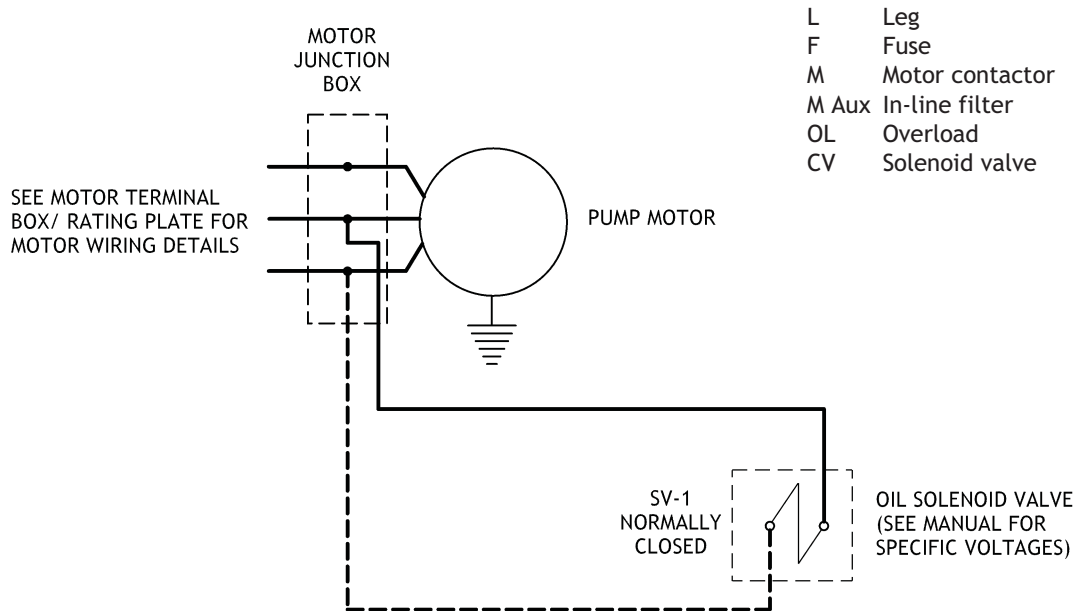 MOTOR
JUNCTION
BOX
L Leg
F Fuse
M Motor contactor
M Aux In-line filter
OL Overload
CV Solenoid valve
SEE MOTOR TERMINAL
BOX/ RATING PLATE FOR
MOTOR WIRING DETAILS
PUMP MOTOR
SV-1
NORMALLY
CLOSED
OIL SOLENOID VALVE
(SEE MANUAL FOR
SPECIFIC VOLTAGES)